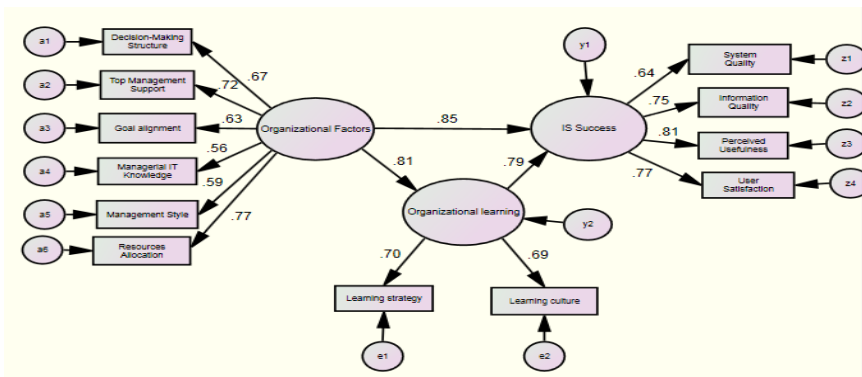 a1
Decision-Making
Structure
a2
Top Management
Support
a3
Goal alignment
a4
Managerial IT
Knowledge
a5
Management Style
a6
Resources
Allocation
.67
.72
.63
.56
.59
.77
Organizational Factors
.85
.81
Organizational learning
.79
y1
IS Success
y2
.70
.69
Learning strategy
Learning culture
e1
e2
.64
.75
.81
.77
System
Quality
z1
Information
Quality
z2
Perceived
Usefulness
z3
User
Satisfaction
z4